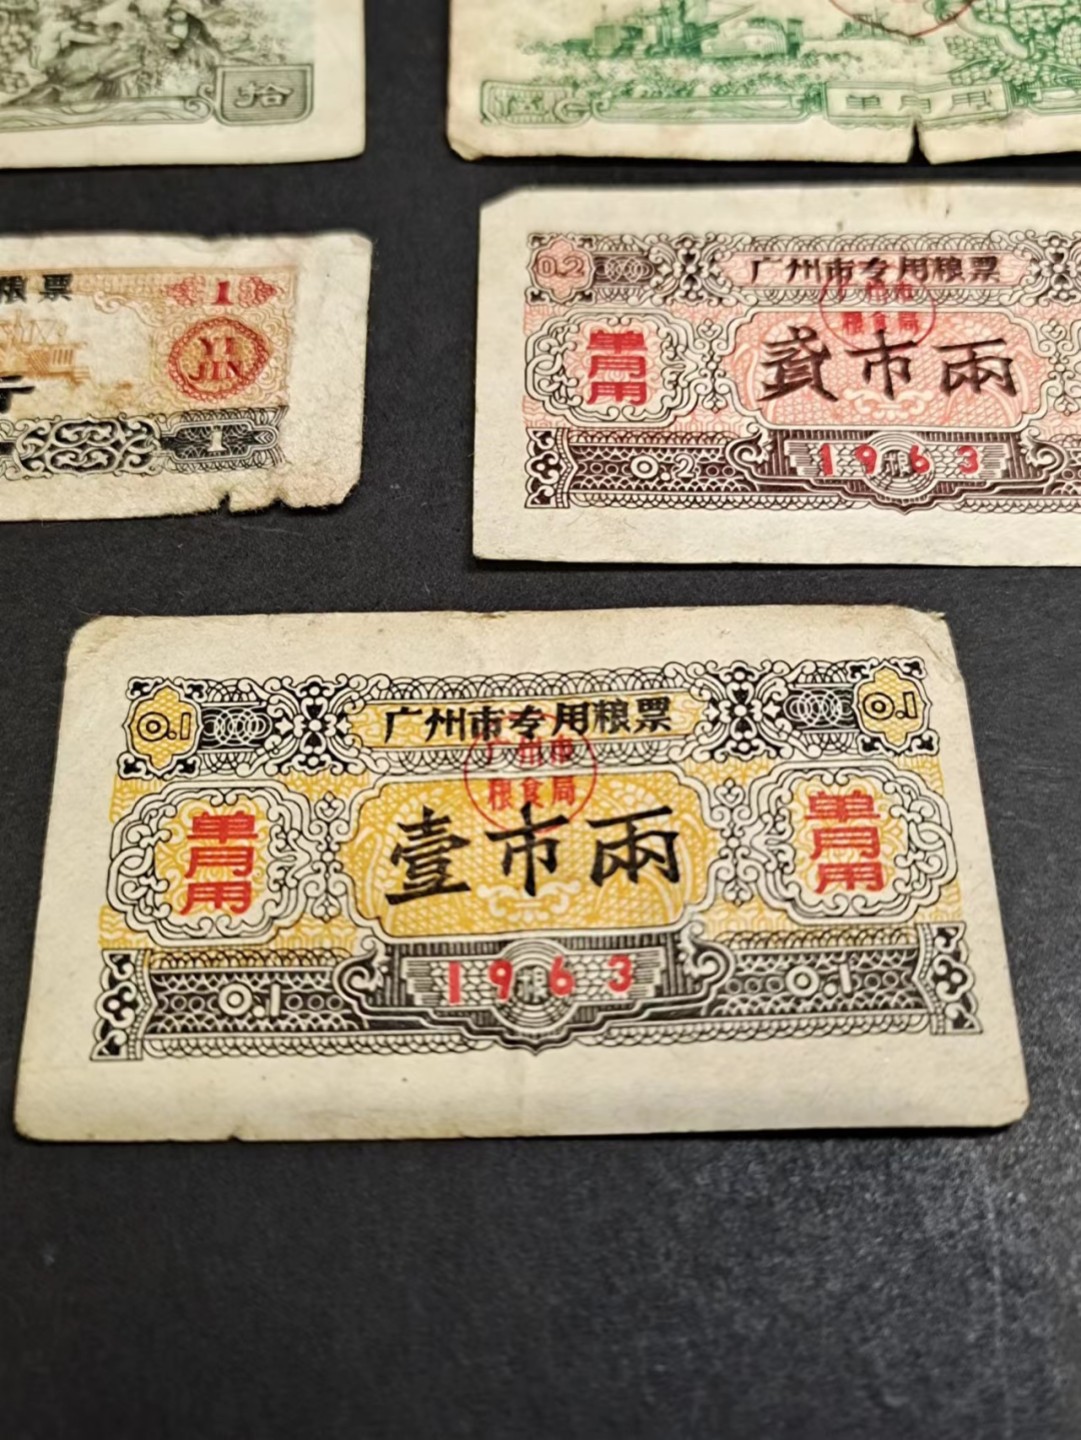 拾
单月用
粮票
1
YI
JIN
1
0.2
广州市专用粮票
广州市
粮食局
单月用
贰市兩
0.2
1963
0.1
广州市专用粮票
0.1
广州市
粮食局
单月用
壹市兩
单月用
0.1
1963
0.1